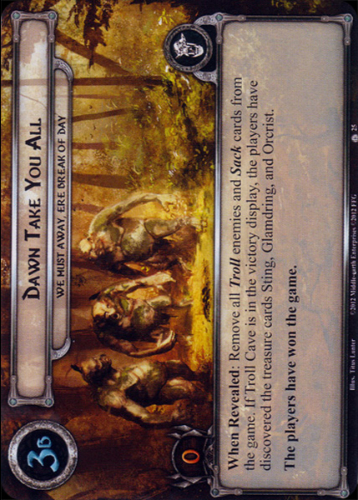 3B
DAWN TAKE YOU ALL
WE MUST AWAY, ERE BREAK OF DAY
0
When Revealed: Remove all Troll enemies and Sack cards from
the game. If Troll Cave is in the victory display, the players have
discovered the treasure cards Sting, Glamdring, and Orcrist.
The players have won the game.
Illus. Titus Lunter ©2012 Middle-earth Enterprises ©2012 FFG 25